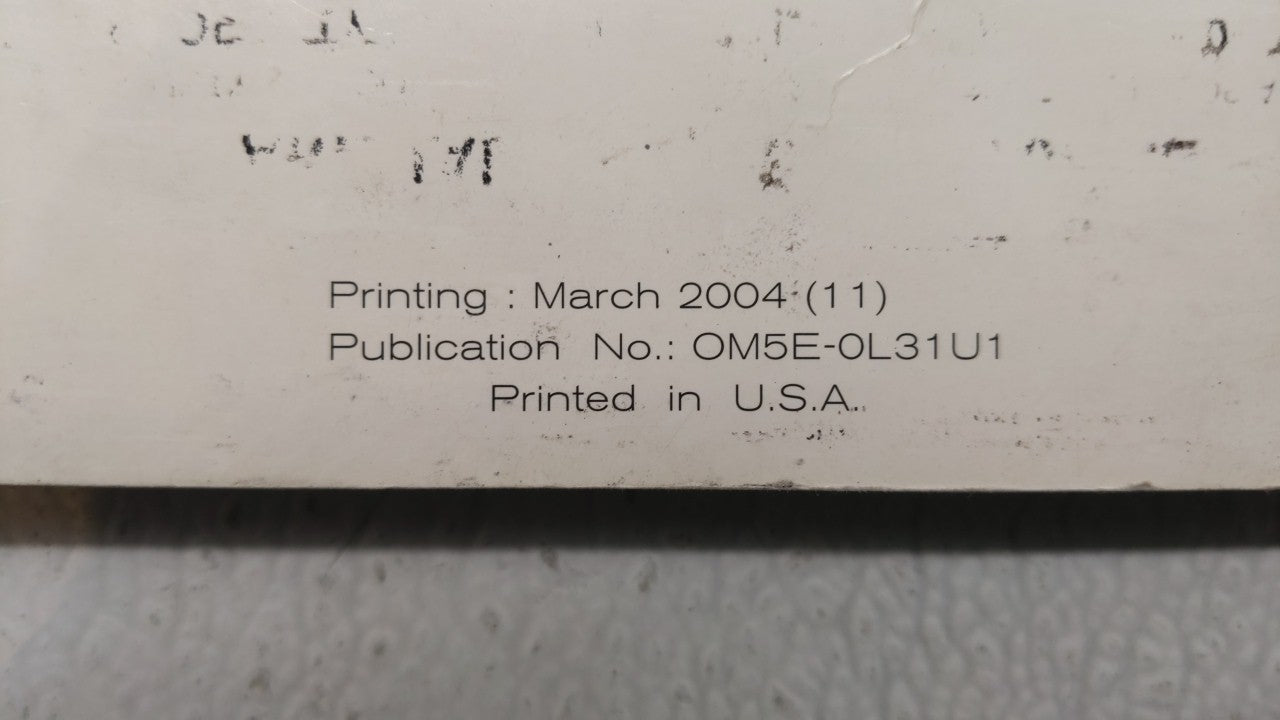 Printing : March 2004 (11)
Publication No.: OM5E-0L31U1
Printed in U.S.A.